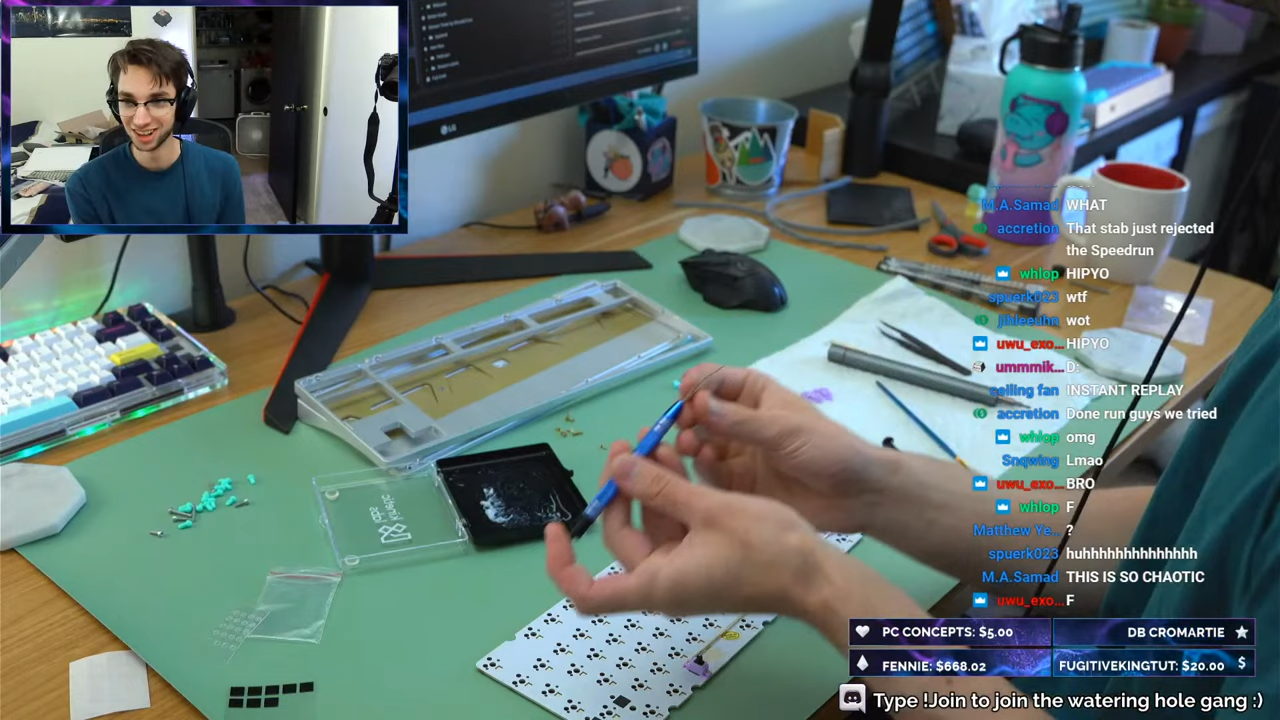 LG
M.A.Samad WHAT
accretion That stab just rejected
the Speedrun
whlop HIPYO
spuerk023 wtf
wot
uwu_exo... HIPYO
ummmik... D:
ceiling fan INSTANT REPLAY
accretion Done run guys we tried
whlop omg
Snqwing Lmao
uwu_exo... BRO
whlop F
Matthew Ye... ?
spuerk023 huhhhhhhhhhhhhhh
M.A.Samad THIS IS SO CHAOTIC
uwu_exo... F
PC CONCEPTS: $5.00
DB CROMARTIE
FENNIE: $668.02
FUGITIVEKINGTUT: $20.00 $
Type !Join to join the watering hole gang :)